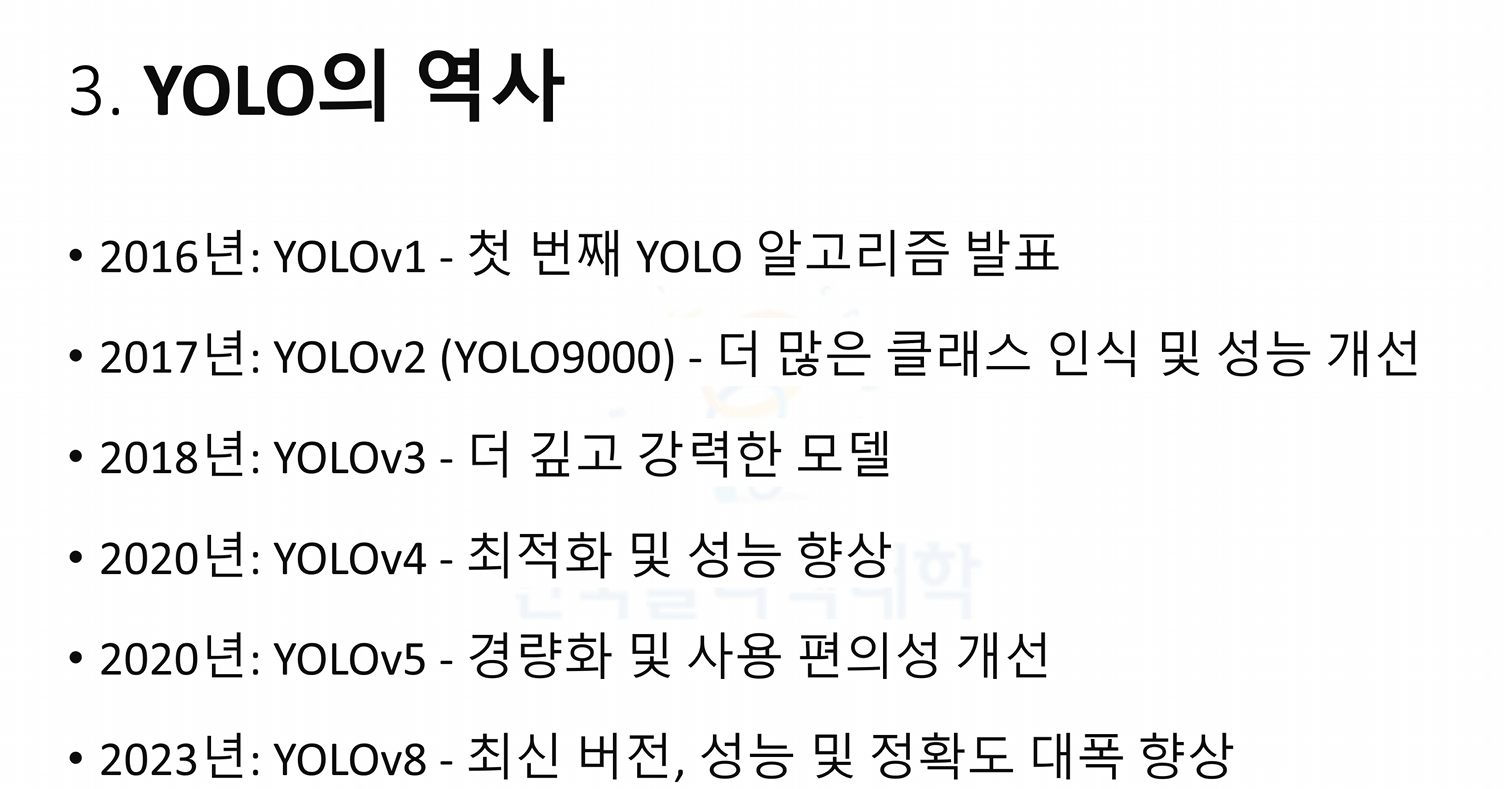 3. YOLO의 역사
• 2016년: YOLOv1 - 첫 번째 YOLO 알고리즘 발표
• 2017년: YOLOv2 (YOLO9000) - 더 많은 클래스 인식 및 성능 개선
• 2018년: YOLOv3 - 더 깊고 강력한 모델
• 2020년: YOLOv4 - 최적화 및 성능 향상
• 2020년: YOLOv5 - 경량화 및 사용 편의성 개선
• 2023년: YOLOv8 - 최신 버전, 성능 및 정확도 대폭 향상